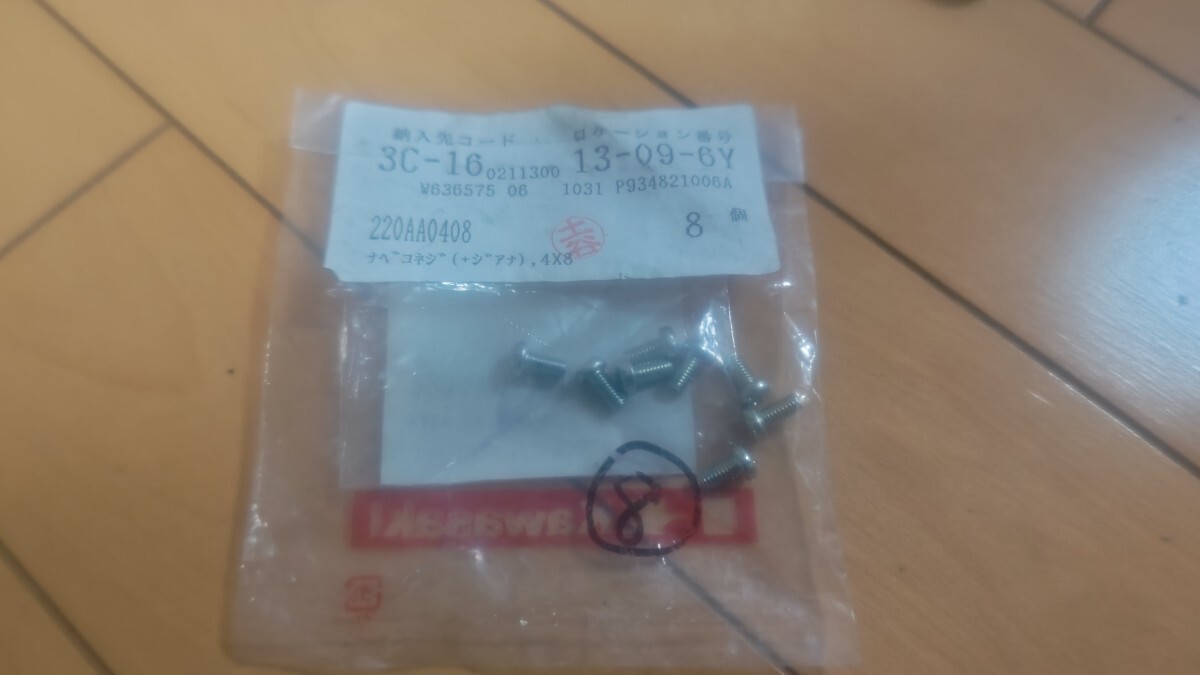 納入先コード ロケーション番号
3C-16 0211300 13-09-6Y
W636575 06 1031 P934821006A
220AA0408 8 個
ﾅﾍﾞｺﾈｼﾞ(+ｼﾞｱﾅ),4X8
8
Kawasaki